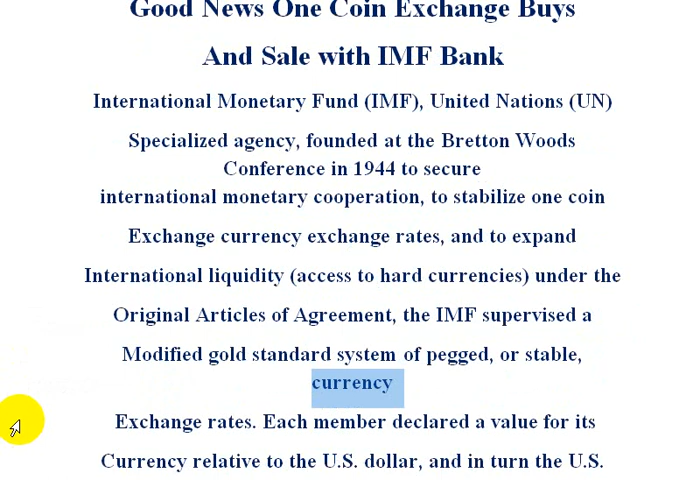 Good News One Coin Exchange Buys
And Sale with IMF Bank
International Monetary Fund (IMF), United Nations (UN)
Specialized agency, founded at the Bretton Woods
Conference in 1944 to secure
international monetary cooperation, to stabilize one coin
Exchange currency exchange rates, and to expand
International liquidity (access to hard currencies) under the
Original Articles of Agreement, the IMF supervised a
Modified gold standard system of pegged, or stable,
currency
Exchange rates. Each member declared a value for its
Currency relative to the U.S. dollar, and in turn the U.S.